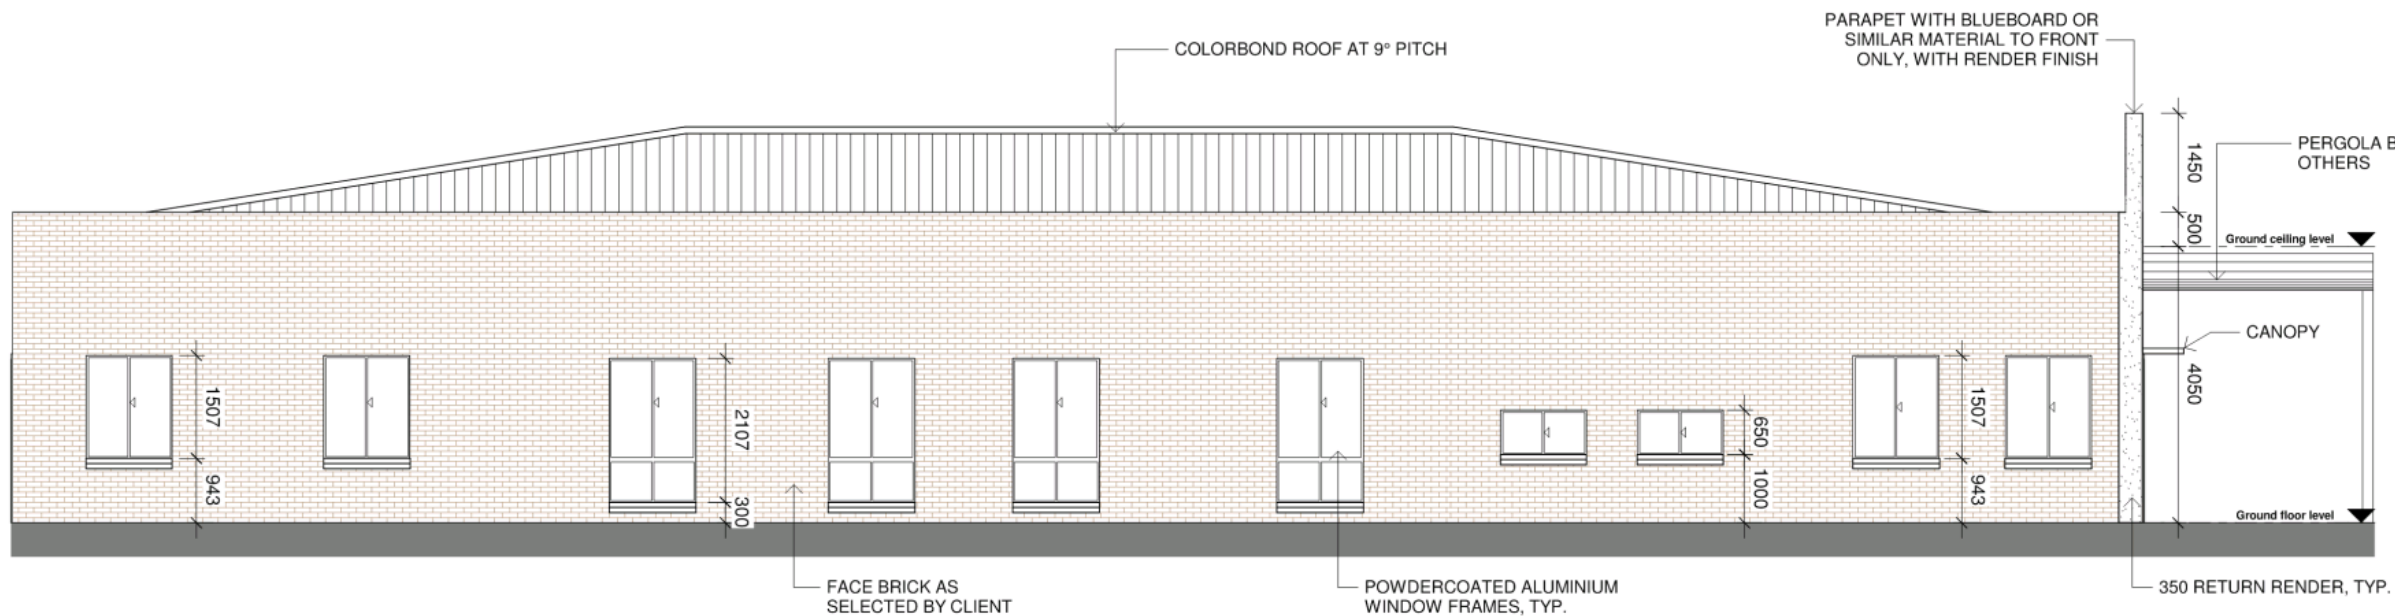 PARAPET WITH BLUEBOARD OR
SIMILAR MATERIAL TO FRONT
ONLY, WITH RENDER FINISH
COLORBOND ROOF AT 9° PITCH
1450
PERGOLA B
OTHERS
500
Ground ceiling level
CANOPY
4050
1507
943
2107
300
650
1000
1507
943
Ground floor level
FACE BRICK AS
SELECTED BY CLIENT
POWDERCOATED ALUMINIUM
WINDOW FRAMES, TYP.
350 RETURN RENDER, TYP.